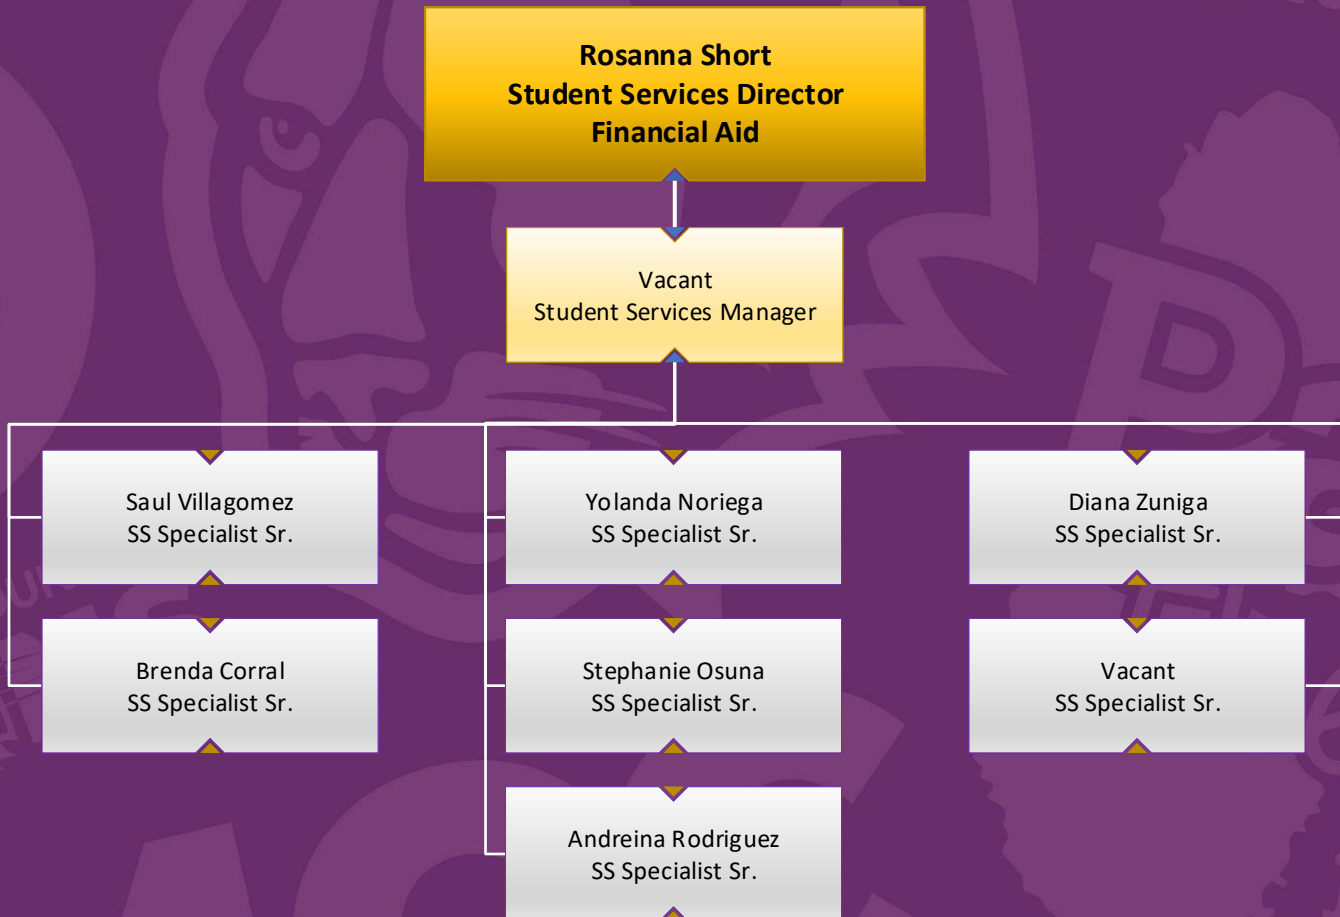 Rosanna Short
Student Services Director
Financial Aid
Vacant
Student Services Manager
Saul Villagomez
SS Specialist Sr.
Yolanda Noriega
SS Specialist Sr.
Diana Zuniga
SS Specialist Sr.
Brenda Corral
SS Specialist Sr.
Stephanie Osuna
SS Specialist Sr.
Vacant
SS Specialist Sr.
Andreina Rodriguez
SS Specialist Sr.